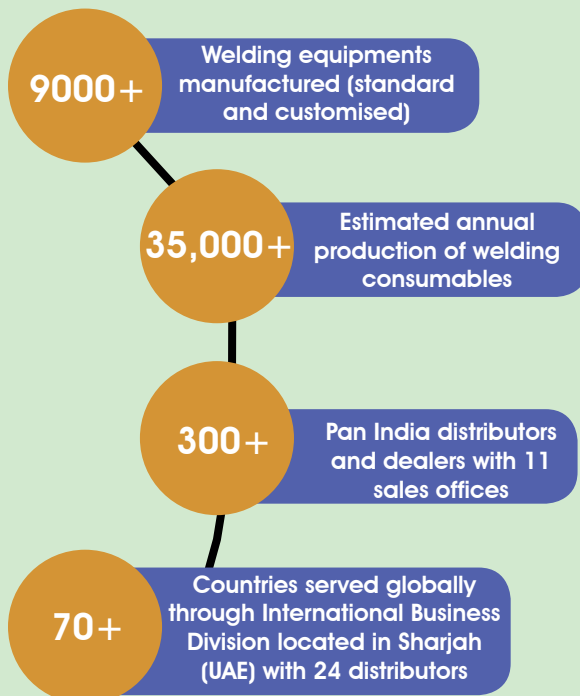 9000+
Welding equipments
manufactured (standard
and customised)
35,000+
Estimated annual
production of welding
consumables
300+
Pan India distributors
and dealers with 11
sales offices
70+
Countries served globally
through International Business
Division located in Sharjah
(UAE) with 24 distributors